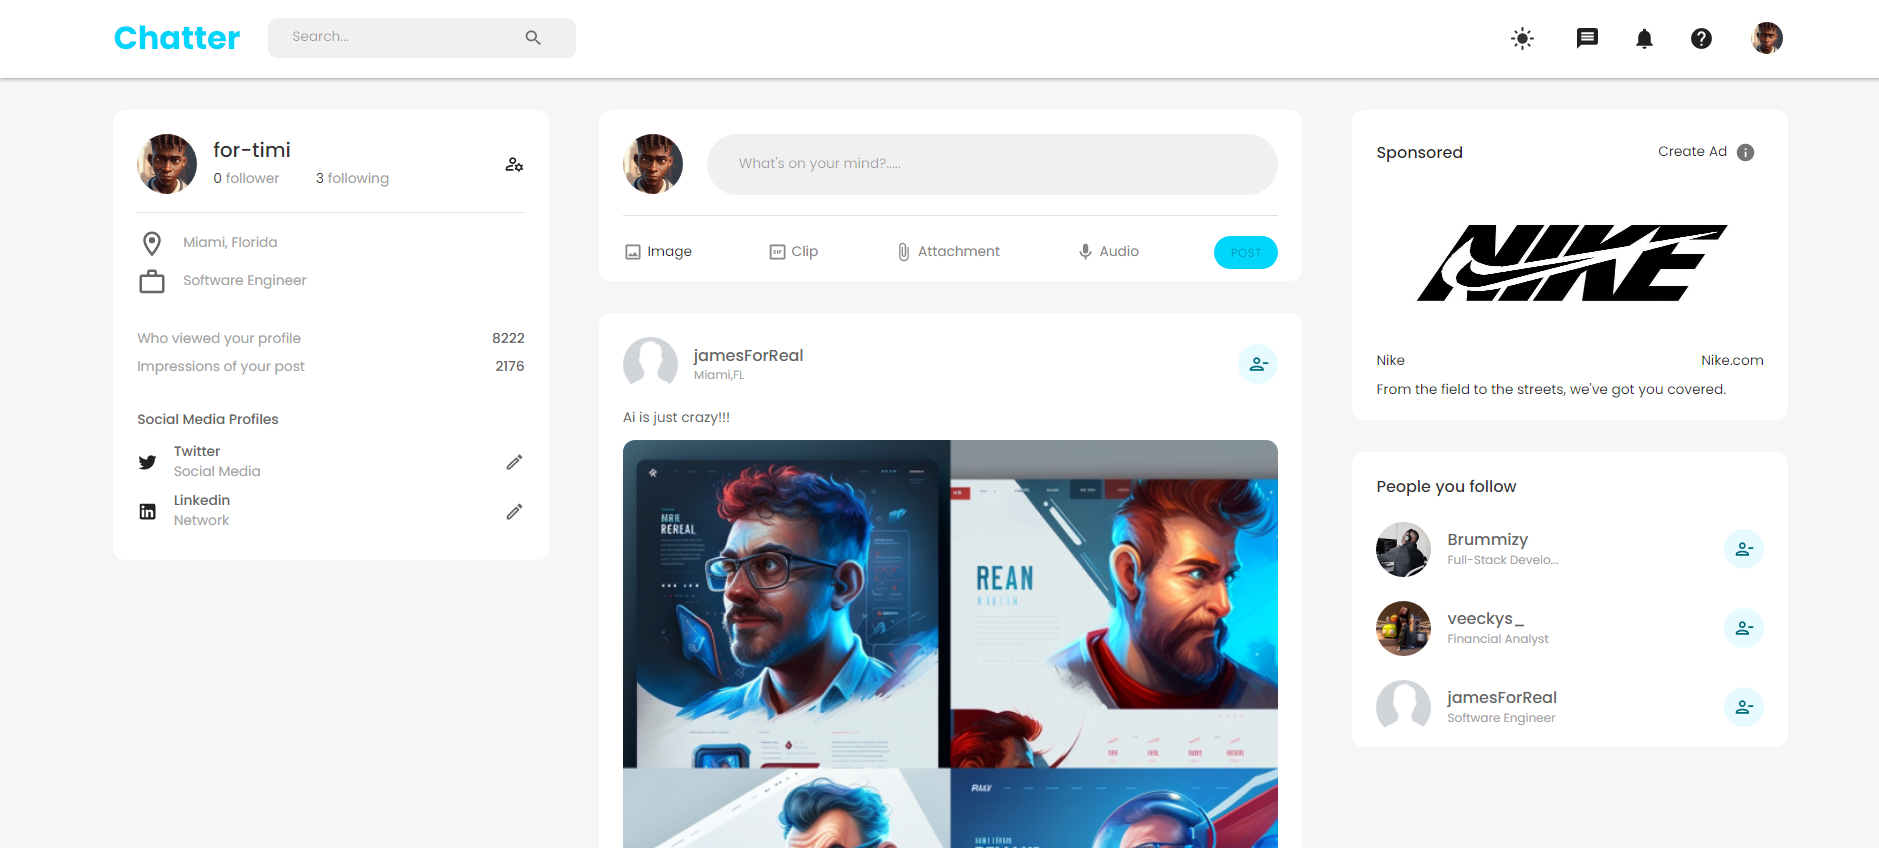 Chatter
Search...
for-timi
0 follower 3 following
Miami, Florida
Software Engineer
Who viewed your profile 8222
Impressions of your post 2176
Social Media Profiles
Twitter
Social Media
Linkedin
Network
What's on your mind?.....
Image GIF Clip Attachment Audio POST
jamesForReal
Miami,FL
Ai is just crazy!!!
REREAL
REAN
Sponsored Create Ad
NIKE
Nike Nike.com
From the field to the streets, we've got you covered.
People you follow
Brummizy
Full-Stack Develo...
veeckys_
Financial Analyst
jamesForReal
Software Engineer